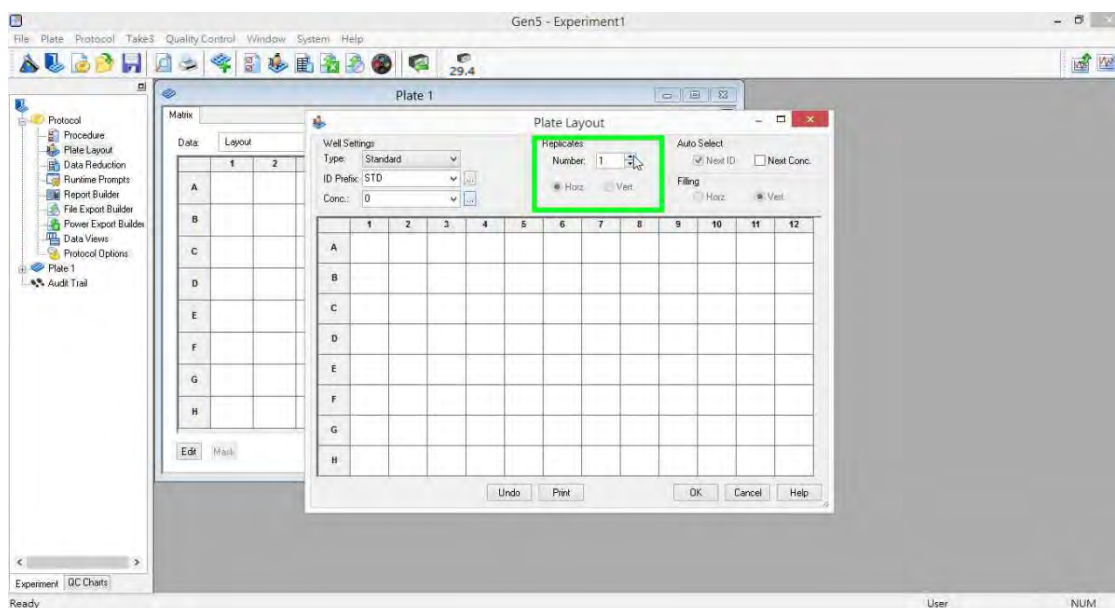 Gen5 - Experiment1
File Plate Protocol Take3 Quality Control Window System Help
29.4
Protocol
Procedure
Plate Layout
Data Reduction
Runtime Prompts
Report Builder
File Export Builder
Power Export Builder
Data Views
Protocol Options
Plate 1
Audit Trail
Experiment QC Charts
Plate 1
Matrix
Data: Layout
1 2
A
B
C
D
E
F
G
H
Edit Mask
Plate Layout
Well Settings
Type: Standard
ID Prefix: STD ...
Conc.: 0 ...
Replicates
Number: 1
Horz Vert
Auto Select
Next ID Next Conc.
Filling
Horz Vert
1 2 3 4 5 6 7 8 9 10 11 12
A
B
C
D
E
F
G
H
Undo Print OK Cancel Help
Ready User NUM